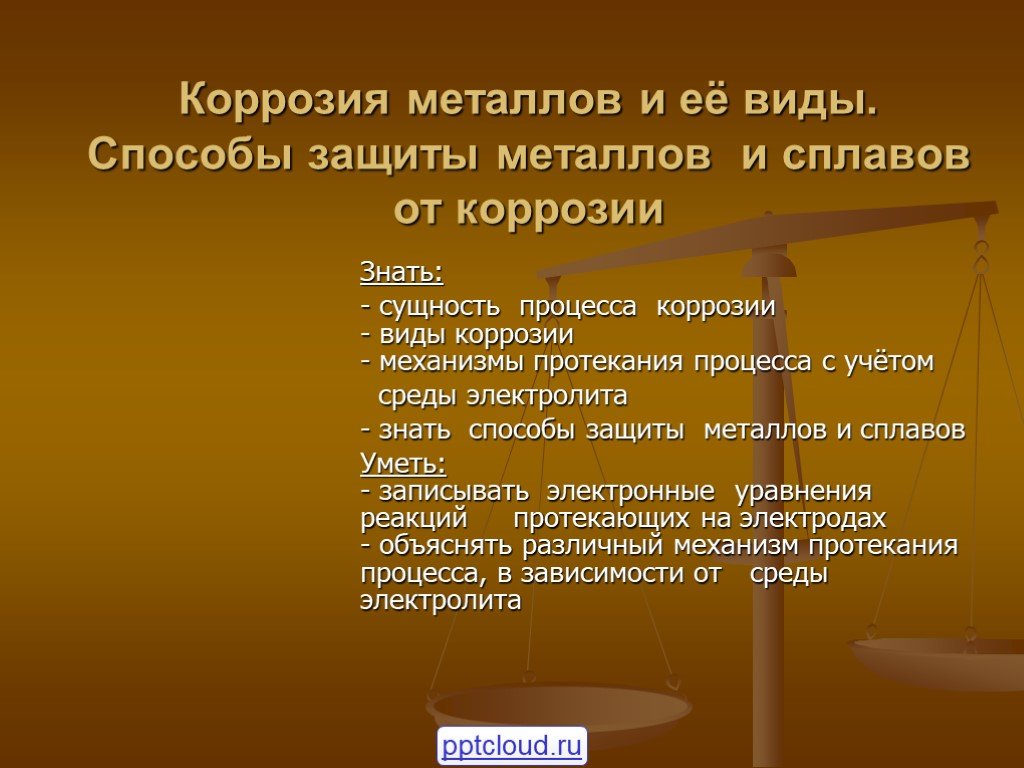 Коррозия металлов и её виды.
Способы защиты металлов и сплавов
от коррозии
Знать:
- сущность процесса коррозии
- виды коррозии
- механизмы протекания процесса с учётом
среды электролита
- знать способы защиты металлов и сплавов
Уметь:
- записывать электронные уравнения
реакций протекающих на электродах
- объяснять различный механизм протекания
процесса, в зависимости от среды
электролита
pptcloud.ru